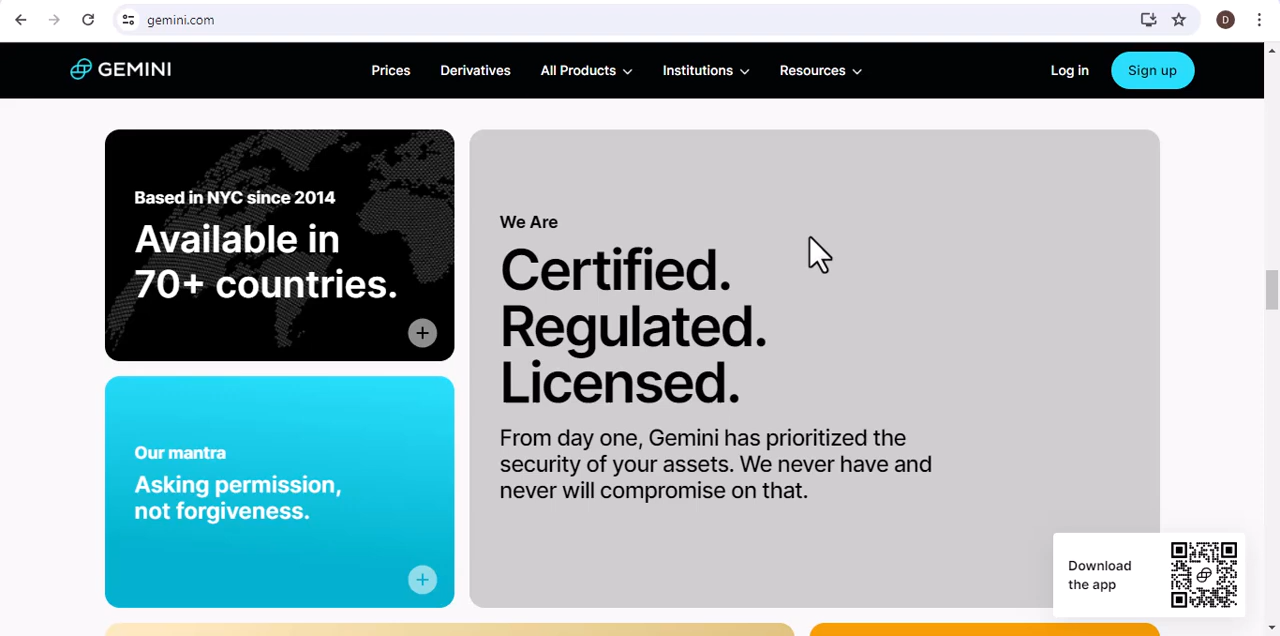 gemini.com
D
GEMINI
Prices
Derivatives
All Products
Institutions
Resources
Log in
Sign up
Based in NYC since 2014
Available in
70+ countries.
We Are
Certified.
Regulated.
Licensed.
From day one, Gemini has prioritized the
security of your assets. We never have and
never will compromise on that.
Our mantra
Asking permission,
not forgiveness.
Download
the app